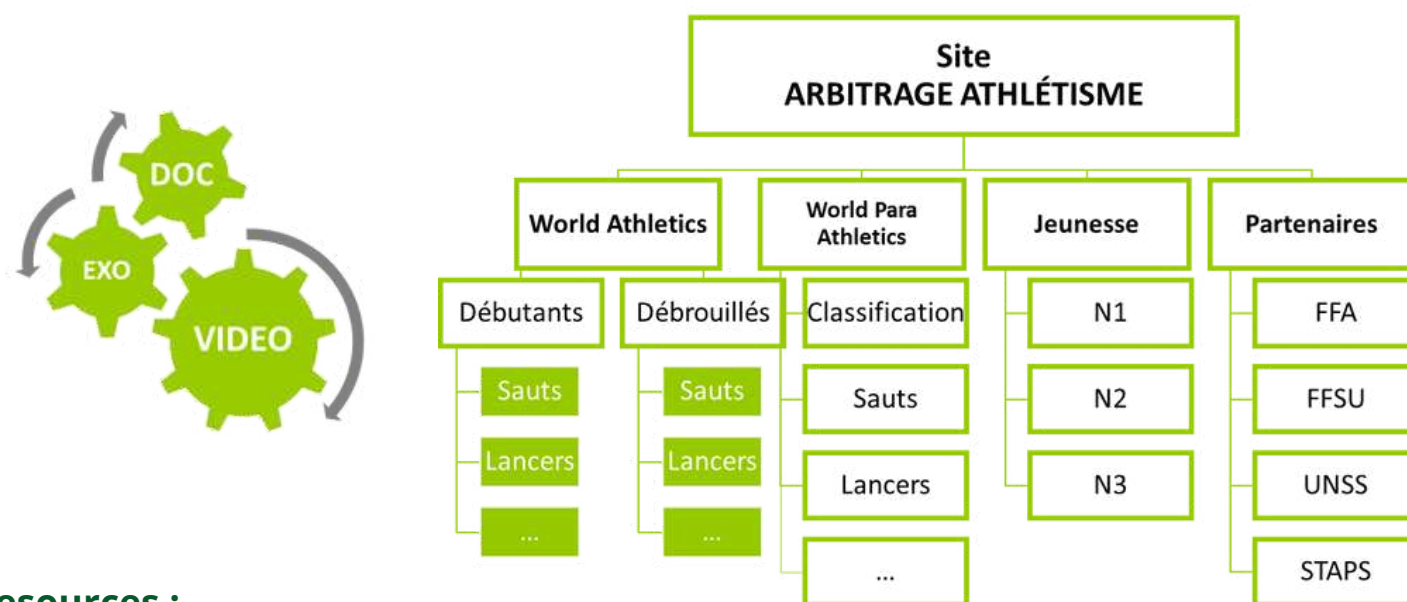 DOC
EXO
VIDEO
Site
ARBITRAGE ATHLÉTISME
World Athletics
World Para
Athletics
Jeunesse
Partenaires
Débutants
Débrouillés
Classification
N1
FFA
Sauts
Sauts
Sauts
N2
FFSU
Lancers
Lancers
Lancers
N3
UNSS
...
...
...
STAPS
esources :